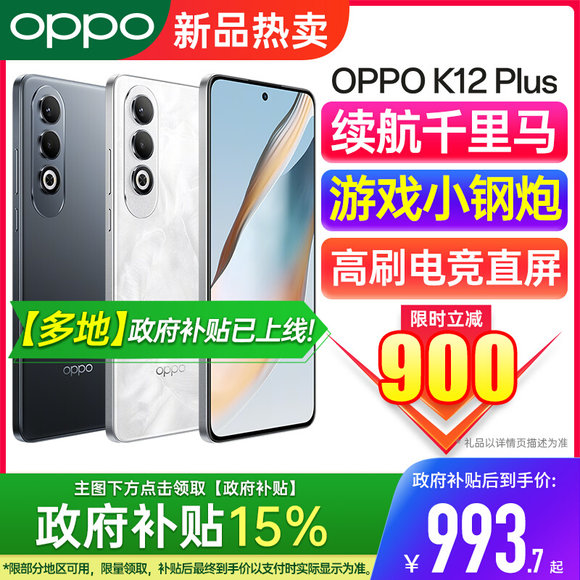 oppo 新品热卖
OPPO K12 Plus
续航千里马
游戏小钢炮
高刷电竞直屏
限时立减
900
*礼品以详情页描述为准
【多地】政府补贴已上线!
oppo
oppo
主图下方点击领取【政府补贴】
政府补贴15%
*限部分地区可用，限量领取，补贴后最终到手价以支付时实际显示为准。
政府补贴后到手价:
￥993.7起